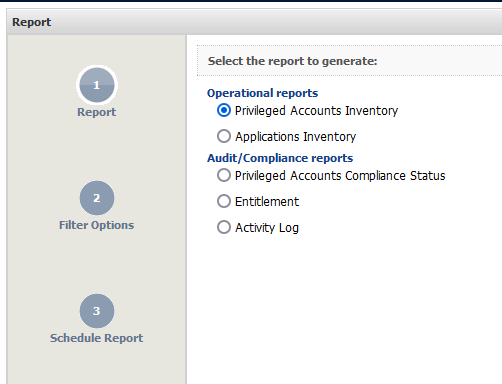 Report
1
Report
2
Filter Options
3
Schedule Report
Select the report to generate:
Operational reports
Privileged Accounts Inventory
Applications Inventory
Audit/Compliance reports
Privileged Accounts Compliance Status
Entitlement
Activity Log